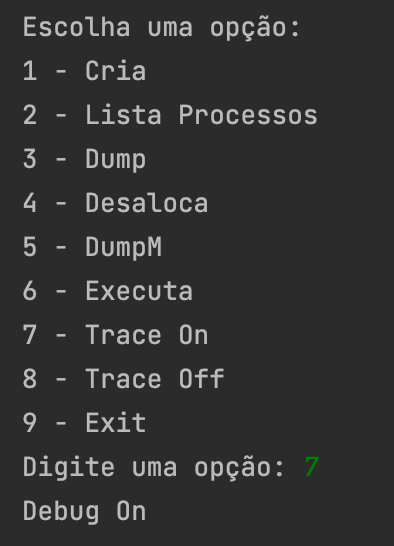 Escolha uma opção:
1 - Cria
2 - Lista Processos
3 - Dump
4 - Desaloca
5 - DumpM
6 - Executa
7 - Trace On
8 - Trace Off
9 - Exit
Digite uma opção: 7
Debug On